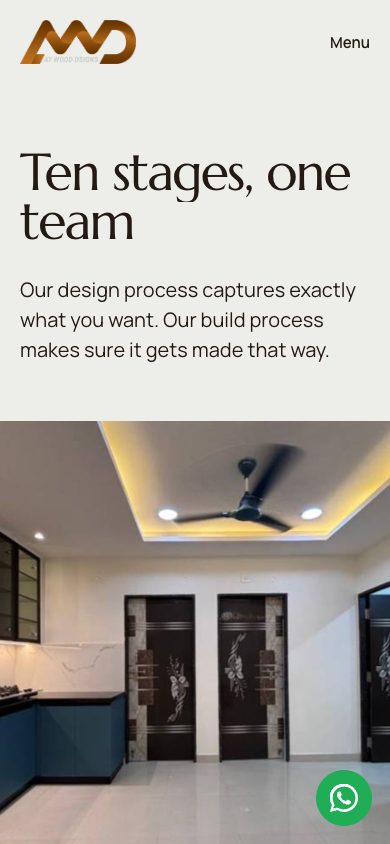 AT WOOD DSIGNS
Menu
Ten stages, one
team
Our design process captures exactly
what you want. Our build process
makes sure it gets made that way.